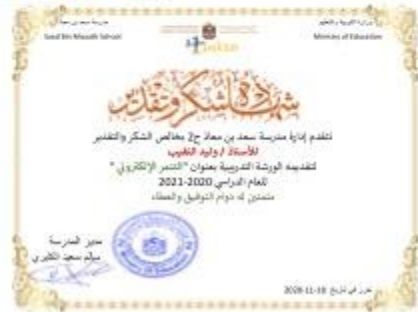 مدرسة سعد بن معاذ
Saad Bin Muaath School
وزارة التربية والتعليم
Ministry of Education
شهادة شكر وتقدير
تتقدم إدارة مدرسة سعد بن معاذ ح2 بخالص الشكر والتقدير
للأستاذ / وليد النقيب
لتقديمه الورشة التدريبية بعنوان "التنمر الإلكتروني"
للعام الدراسي 2020-2021
متمنين له دوام التوفيق والعطاء
مدير المدرسة
سالم سعيد الكثيري
حرر في تاريخ 18-11-2020